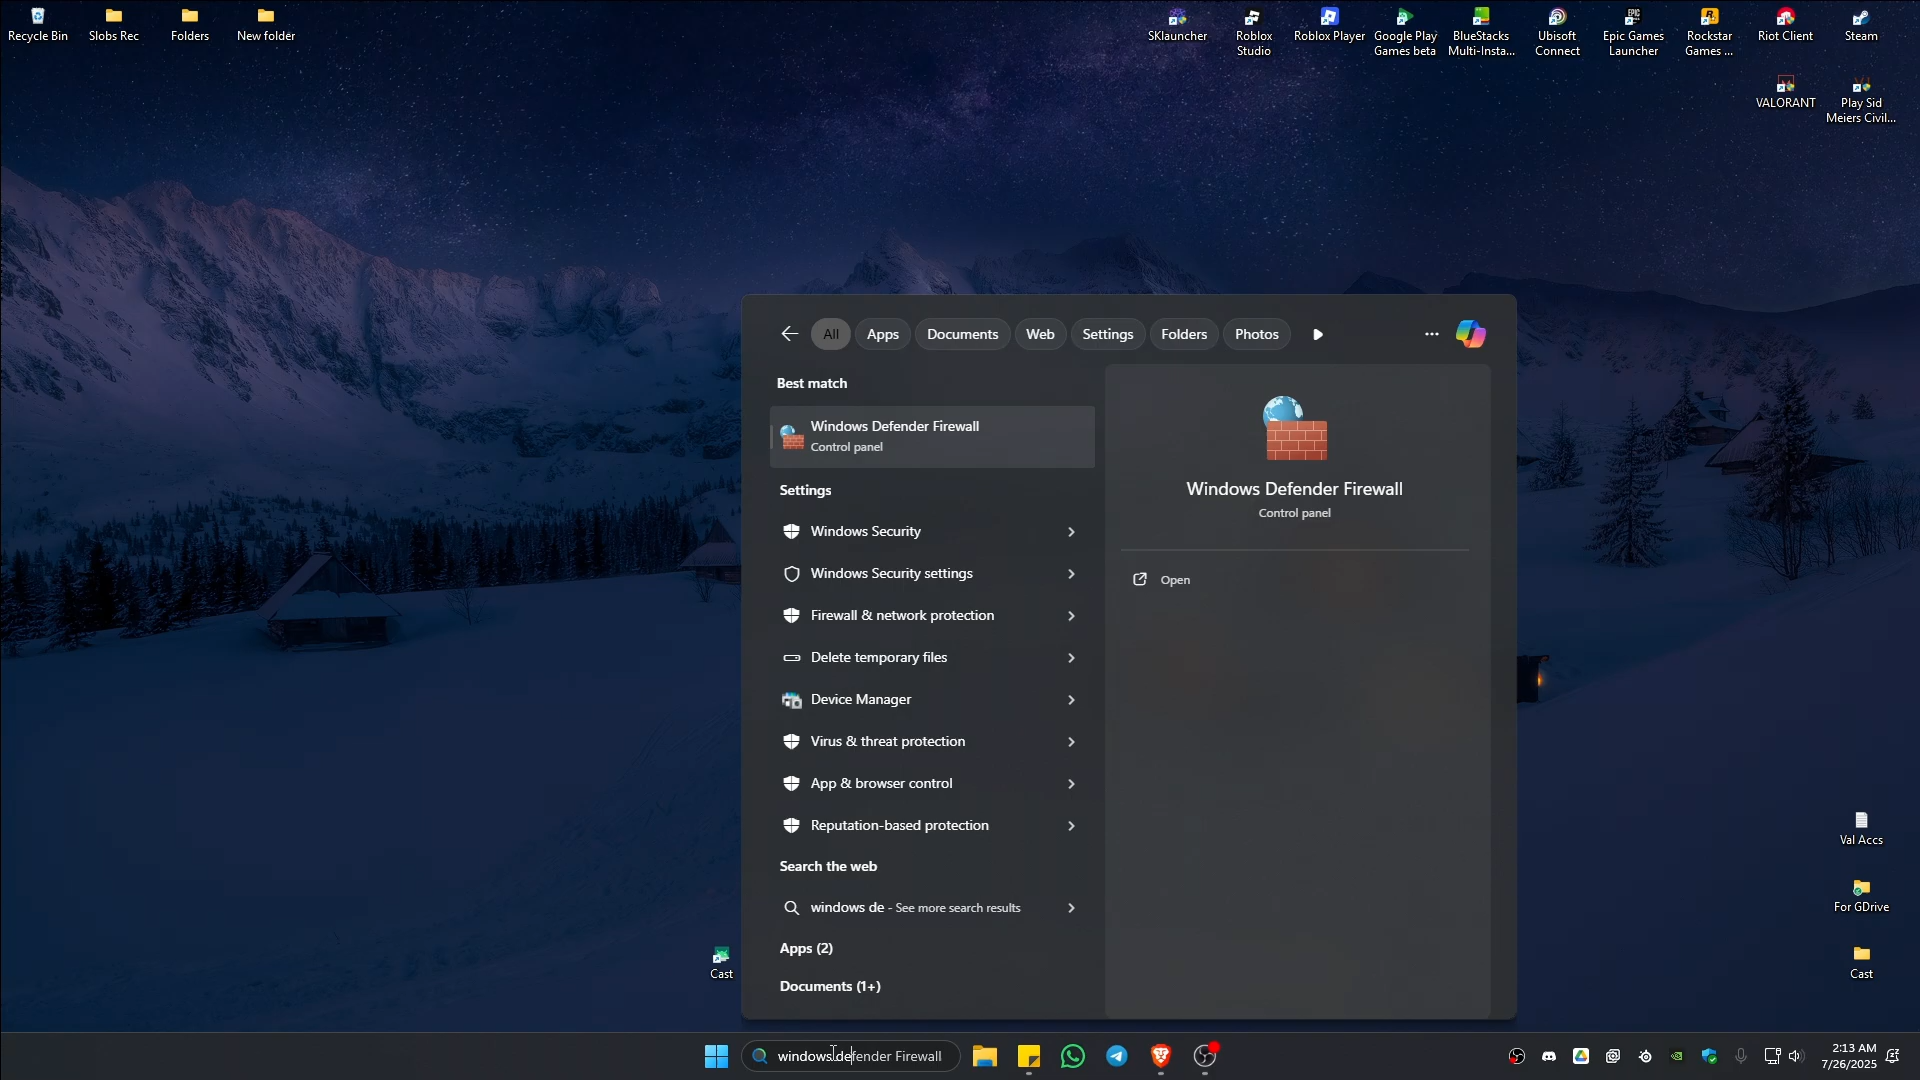 Recycle Bin
Slobs Rec
Folders
New folder
SKlauncher
Roblox
Studio
Roblox Player
Google Play
Games beta
BlueStacks
Multi-Insta...
Ubisoft
Connect
Epic Games
Launcher
Rockstar
Games ...
Riot Client
Steam
VALORANT
Play Sid
Meiers Civil...
All
Apps
Documents
Web
Settings
Folders
Photos
Best match
Windows Defender Firewall
Control panel
Settings
Windows Security
Windows Security settings
Firewall & network protection
Delete temporary files
Device Manager
Virus & threat protection
App & browser control
Reputation-based protection
Search the web
windows de - See more search results
Apps (2)
Documents (1+)
Windows Defender Firewall
Control panel
Open
Val Accs
For GDrive
Cast
Cast
windows defender Firewall
2:13 AM
7/26/2025